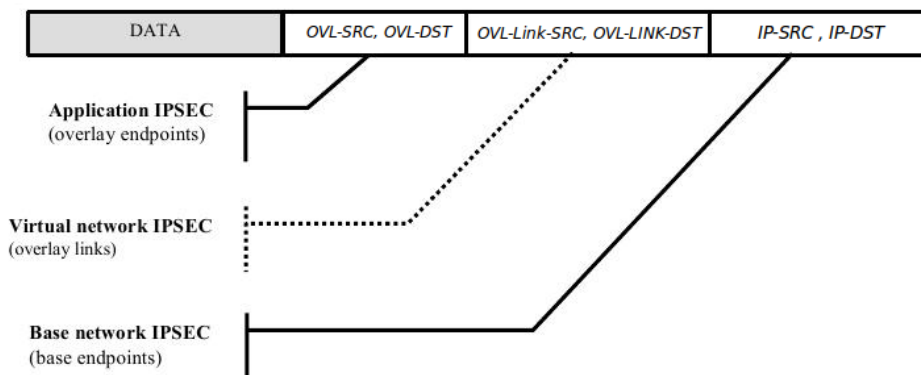 DATA
OVL-SRC, OVL-DST
OVL-Link-SRC, OVL-LINK-DST
IP-SRC , IP-DST
Application IPSEC
(overlay endpoints)
Virtual network IPSEC
(overlay links)
Base network IPSEC
(base endpoints)